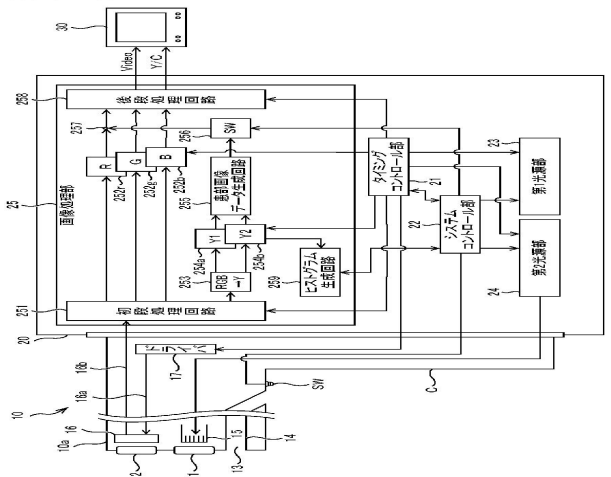 30
Video
Y/C
258
後段処理回路
257
256
SW
25
画像処理部
R
G
B
252r
252g
252b
255
患部画像
データ生成回路
タイミング
コントロール部
21
23
第1光源部
Y1
Y2
254a
254b
22
システム
コントロール部
253
RGB
→Y
ヒストグラム
生成回路
259
第2光源部
24
251
初段処理回路
20
16b
ドライバ
17
16a
SW
C
10
10a
16
15
14
2
1
13